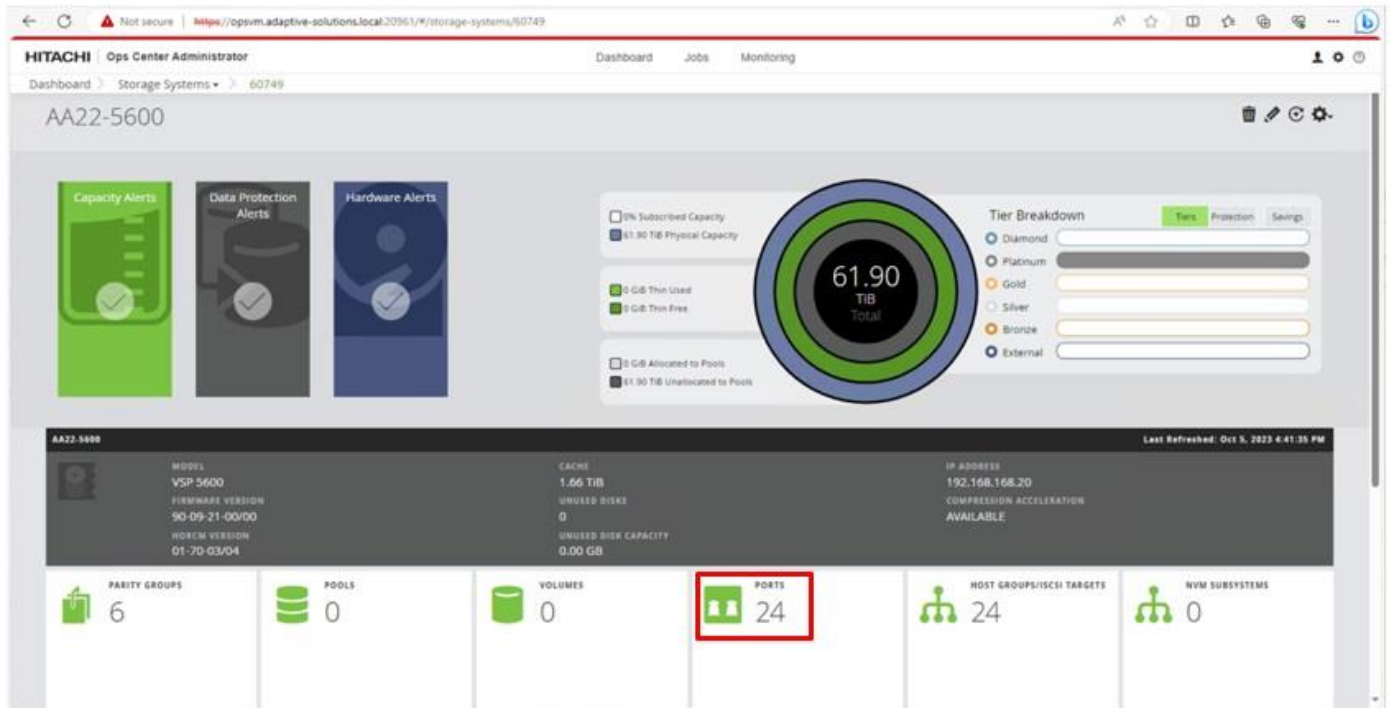 Not secure | https://opsvm.adaptive-solutions.local:20961/#/storage-systems/60749
HITACHI Ops Center Administrator
Dashboard Jobs Monitoring
Dashboard > Storage Systems > 60749
AA22-5600
Capacity Alerts
Data Protection Alerts
Hardware Alerts
0% Subscribed Capacity
61.90 TiB Physical Capacity
0 GiB Thin Used
0 GiB Thin Free
0 GiB Allocated to Pools
61.90 TiB Unallocated to Pools
61.90
TiB
Total
Tier Breakdown
Tiers Protection Savings
Diamond
Platinum
Gold
Silver
Bronze
External
AA22-5600 Last Refreshed: Oct 5, 2023 4:41:35 PM
MODEL
VSP 5600
FIRMWARE VERSION
90-09-21-00/00
HORCM VERSION
01-70-03/04
CACHE
1.66 TiB
UNUSED DISKS
0
UNUSED DISK CAPACITY
0.00 GB
IP ADDRESS
192.168.168.20
COMPRESSION ACCELERATION
AVAILABLE
PARITY GROUPS
6
POOLS
0
VOLUMES
0
PORTS
24
HOST GROUPS/ISCSI TARGETS
24
NVM SUBSYSTEMS
0